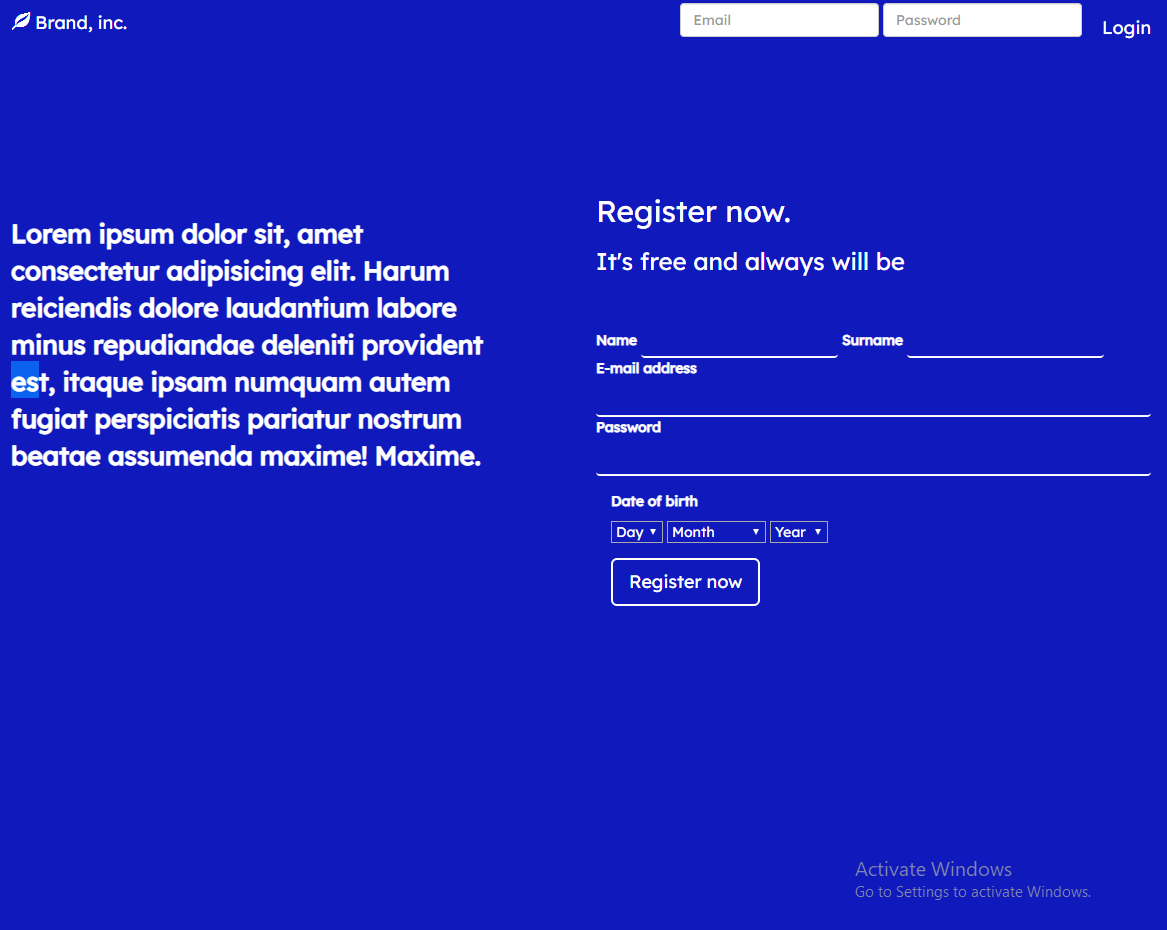 Brand, inc.
Email Password Login
Lorem ipsum dolor sit, amet
consectetur adipisicing elit. Harum
reiciendis dolore laudantium labore
minus repudiandae deleniti provident
est, itaque ipsam numquam autem
fugiat perspiciatis pariatur nostrum
beatae assumenda maxime! Maxime.
Register now.
It's free and always will be
Name Surname
E-mail address
Password
Date of birth
Day Month Year
Register now
Activate Windows
Go to Settings to activate Windows.